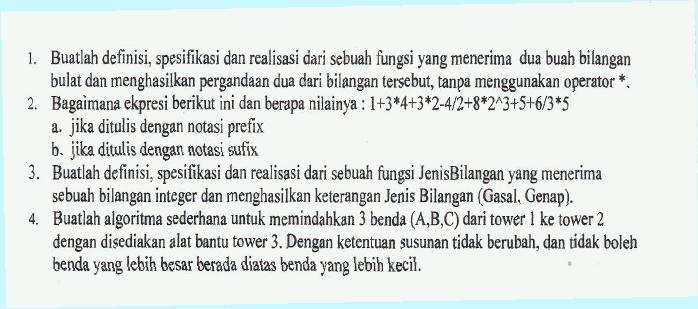 1. Buatlah definisi, spesifikasi dan realisasi dari sebuah fungsi yang menerima dua buah bilangan
bulat dan menghasilkan pergandaan dua dari bilangan tersebut, tanpa menggunakan operator *.
2. Bagaimana ekpresi berikut ini dan berapa nilainya : 1+3*4+3*2-4/2+8*2^3+5+6/3*5
a. jika ditulis dengan notasi prefix
b. jika ditulis dengan notasi sufix
3. Buatlah definisi, spesifikasi dan realisasi dari sebuah fungsi JenisBilangan yang menerima
sebuah bilangan integer dan menghasilkan keterangan Jenis Bilangan (Gasal, Genap).
4. Buatlah algoritma sederhana untuk memindahkan 3 benda (A,B,C) dari tower 1 ke tower 2
dengan disediakan alat bantu tower 3. Dengan ketentuan susunan tidak berubah, dan tidak boleh
benda yang lebih besar berada diatas benda yang lebih kecil.